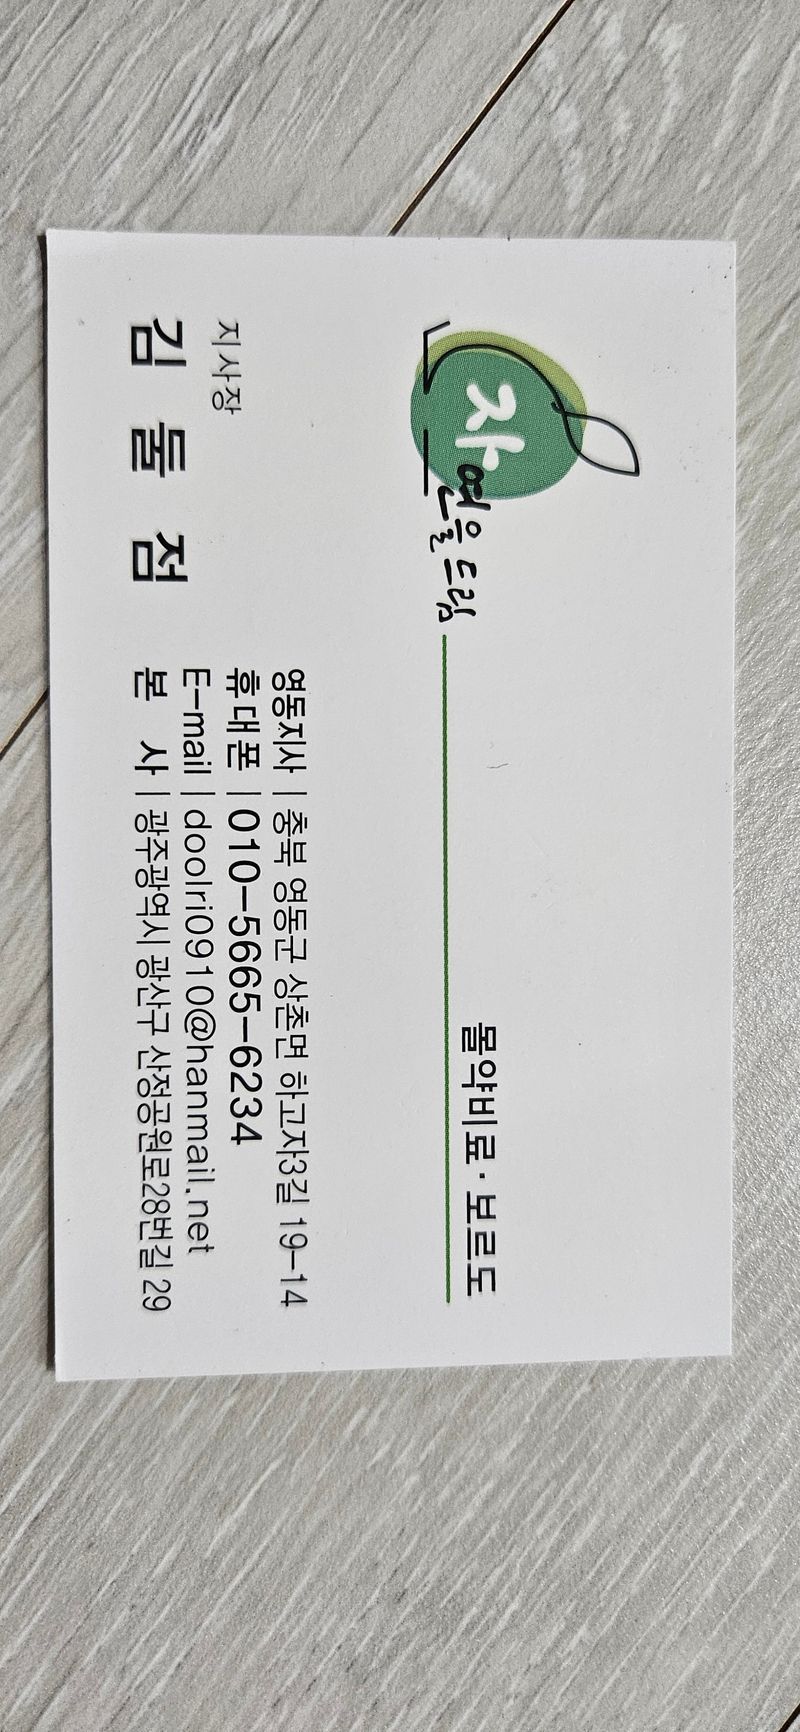 자연을드림
몰약비료·보르도
지사장
김 돌 점
영동지사 | 충북 영동군 상촌면 하고자3길 19-14
휴대폰 | 010-5665-6234
E-mail | doolri0910@hanmail.net
본 사 | 광주광역시 광산구 산정공원로28번길 29